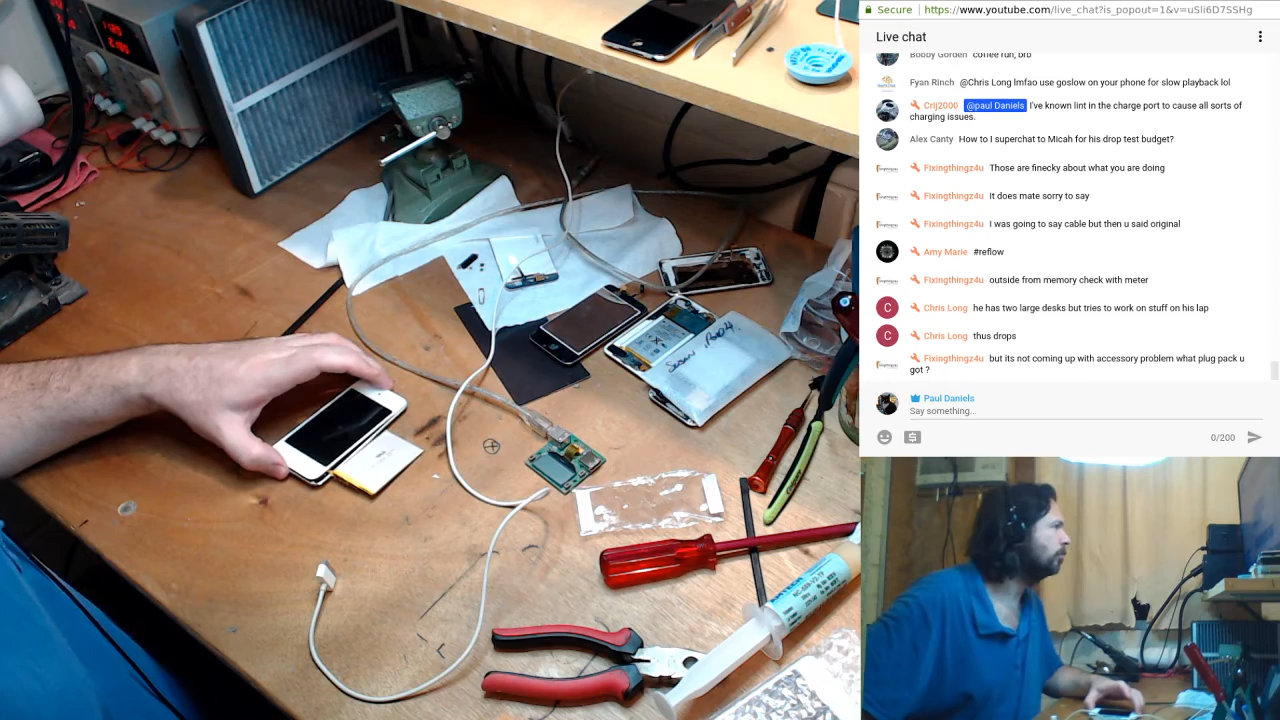 Secure https://www.youtube.com/live_chat?is_popout=1&v=uSli6D7SSHg
Live chat
Bobby Gorden coffee run, brb
Fyan Rinch @Chris Long lmfao use goslow on your phone for slow playback lol
Crij2000 @paul Daniels I've known lint in the charge port to cause all sorts of
charging issues.
Alex Canty How to I superchat to Micah for his drop test budget?
Fixingthingz4u Those are finecky about what you are doing
Fixingthingz4u It does mate sorry to say
Fixingthingz4u I was going to say cable but then u said original
Amy Marie #reflow
Fixingthingz4u outside from memory check with meter
C Chris Long he has two large desks but tries to work on stuff on his lap
C Chris Long thus drops
Fixingthingz4u but its not coming up with accessory problem what plug pack u
got ?
Paul Daniels
Say something...
0/200